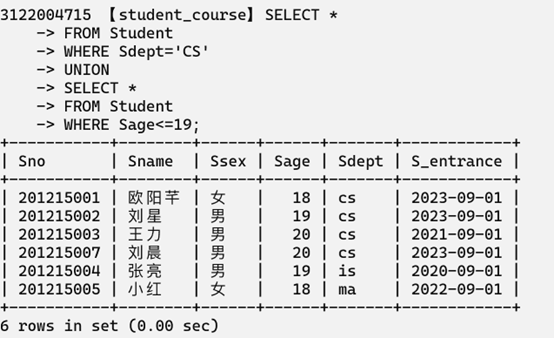 3122004715 【student_course】SELECT *
    -> FROM Student
    -> WHERE Sdept='CS'
    -> UNION
    -> SELECT *
    -> FROM Student
    -> WHERE Sage<=19;
+-----------+--------+------+------+-------+------------+
| Sno       | Sname  | Ssex | Sage | Sdept | S_entrance |
+-----------+--------+------+------+-------+------------+
| 201215001 | 欧阳芊 | 女   |   18 | cs    | 2023-09-01 |
| 201215002 | 刘星   | 男   |   19 | cs    | 2023-09-01 |
| 201215003 | 王力   | 男   |   20 | cs    | 2021-09-01 |
| 201215007 | 刘晨   | 男   |   20 | cs    | 2023-09-01 |
| 201215004 | 张亮   | 男   |   19 | is    | 2020-09-01 |
| 201215005 | 小红   | 女   |   18 | ma    | 2022-09-01 |
+-----------+--------+------+------+-------+------------+
6 rows in set (0.00 sec)